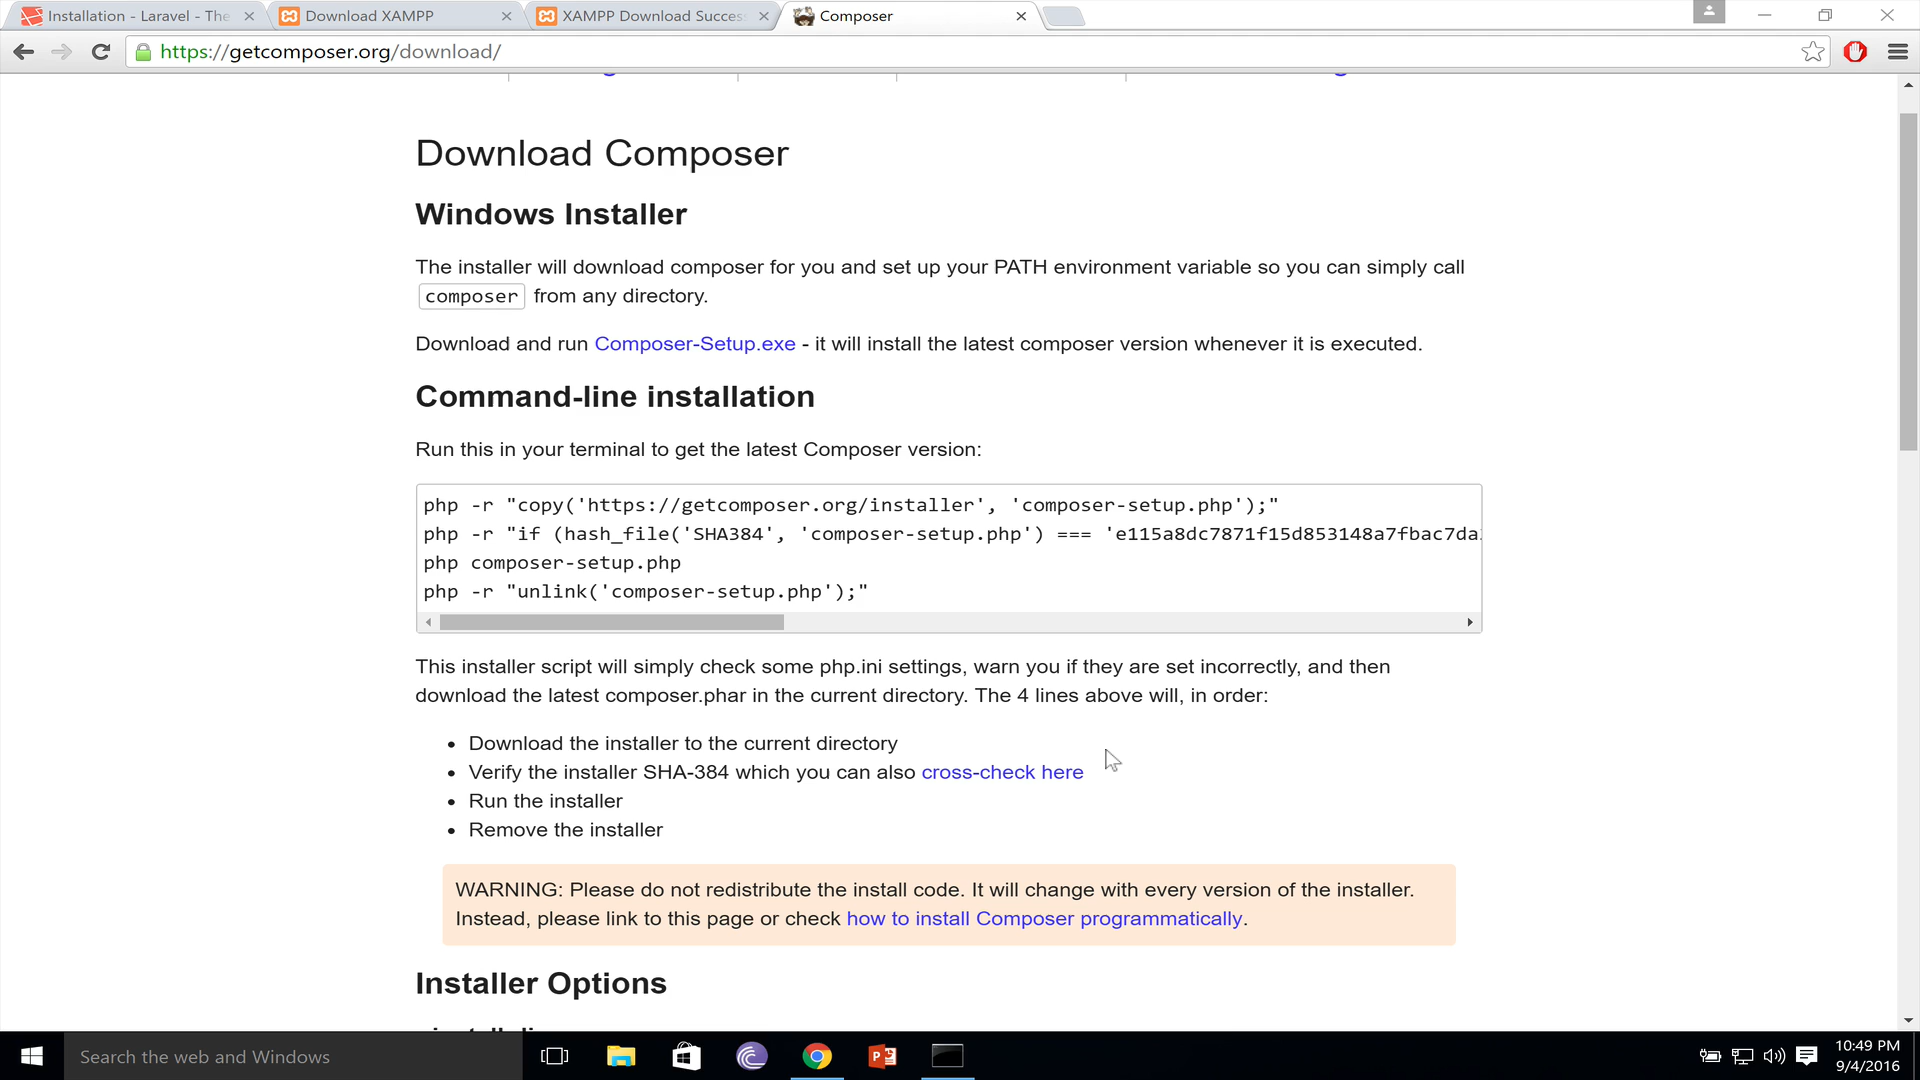 Installation - Laravel - The
Download XAMPP
XAMPP Download Succes
Composer
https://getcomposer.org/download/
Download Composer
Windows Installer
The installer will download composer for you and set up your PATH environment variable so you can simply call
composer from any directory.
Download and run Composer-Setup.exe - it will install the latest composer version whenever it is executed.
Command-line installation
Run this in your terminal to get the latest Composer version:
php -r "copy('https://getcomposer.org/installer', 'composer-setup.php');"
php -r "if (hash_file('SHA384', 'composer-setup.php') === 'e115a8dc7871f15d853148a7fbac7da
php composer-setup.php
php -r "unlink('composer-setup.php');"
This installer script will simply check some php.ini settings, warn you if they are set incorrectly, and then
download the latest composer.phar in the current directory. The 4 lines above will, in order:
• Download the installer to the current directory
• Verify the installer SHA-384 which you can also cross-check here
• Run the installer
• Remove the installer
WARNING: Please do not redistribute the install code. It will change with every version of the installer.
Instead, please link to this page or check how to install Composer programmatically.
Installer Options
Search the web and Windows
10:49 PM
9/4/2016